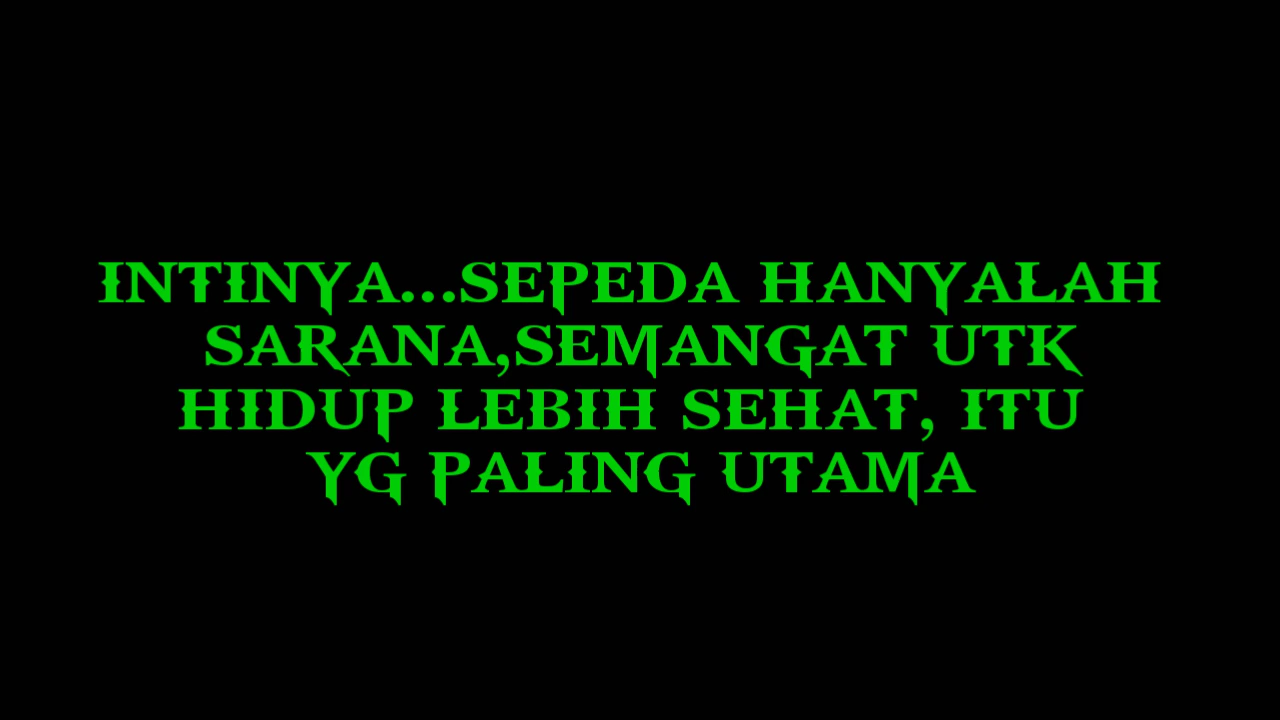 INTINYA...SEPEDA HANYALAH
SARANA,SEMANGAT UTK
HIDUP LEBIH SEHAT, ITU
YG PALING UTAMA